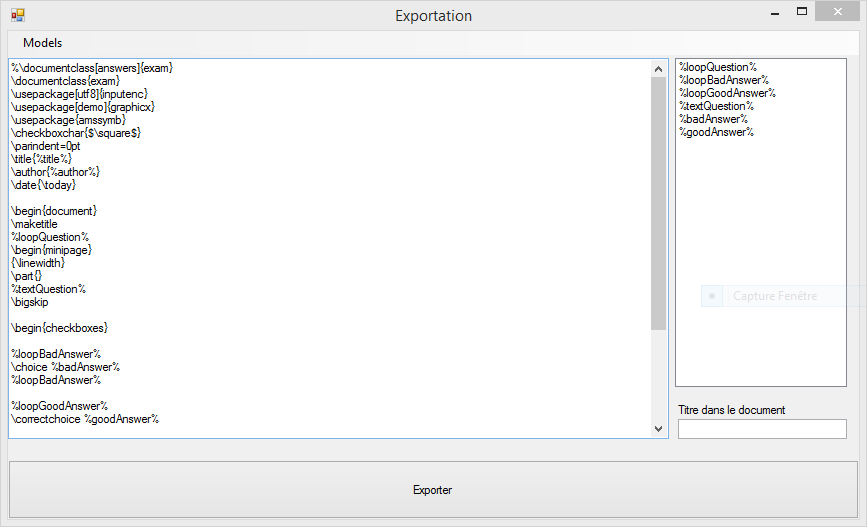 Exportation
Models
%\documentclass[answers]{exam}
\documentclass{exam}
\usepackage[utf8]{inputenc}
\usepackage[demo]{graphicx}
\usepackage{amssymb}
\checkboxchar{$\square$}
\parindent=0pt
\title{%title%}
\author{%author%}
\date{\today}
\begin{document}
\maketitle
%loopQuestion%
\begin{minipage}
{\linewidth}
\part{}
%textQuestion%
\bigskip
\begin{checkboxes}
%loopBadAnswer%
\choice %badAnswer%
%loopBadAnswer%
%loopGoodAnswer%
\correctchoice %goodAnswer%
%loopQuestion%
%loopBadAnswer%
%loopGoodAnswer%
%textQuestion%
%badAnswer%
%goodAnswer%
Capture Fenêtre
Titre dans le document
Exporter